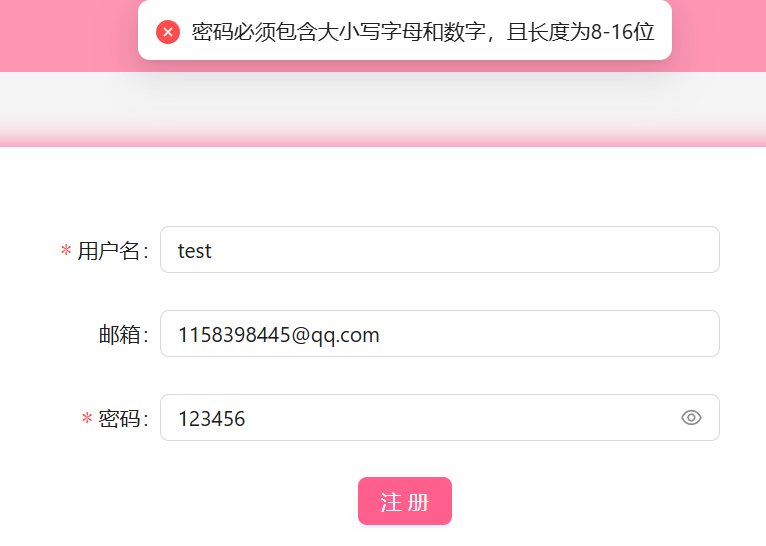 密码必须包含大小写字母和数字，且长度为8-16位
* 用户名：test
邮箱：1158398445@qq.com
* 密码：123456
注 册